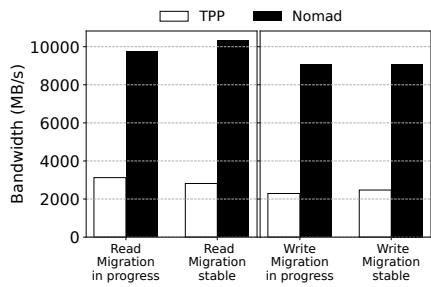 TPP Nomad
Bandwidth (MB/s)
10000
8000
6000
4000
2000
0
Read
Migration
in progress
Read
Migration
stable
Write
Migration
in progress
Write
Migration
stable